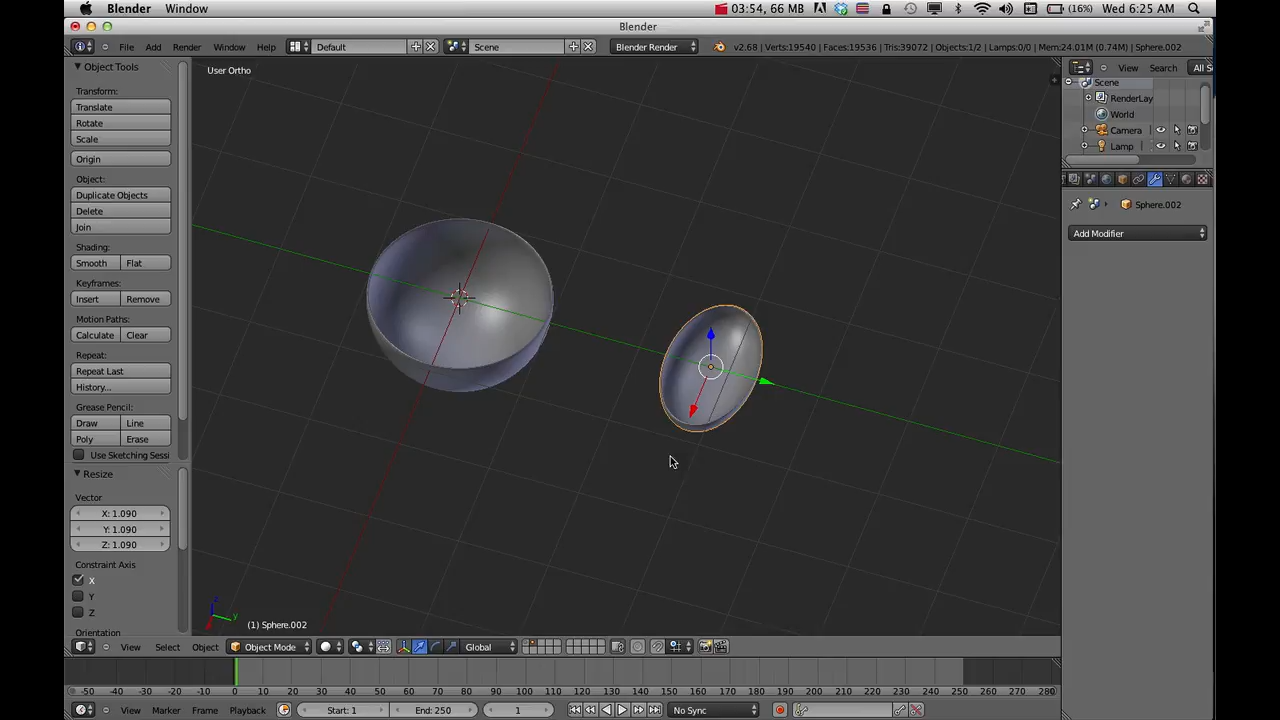 Blender Window 03:54, 66 MB (16%) Wed 6:25 AM
Blender
File Add Render Window Help Default Scene Blender Render v2.68 | Verts:19540 | Faces:19536 | Tris:39072 | Objects:1/2 | Lamps:0/0 | Mem:24.01M (0.74M) | Sphere.002
Object Tools
Transform:
Translate
Rotate
Scale
Origin
Object:
Duplicate Objects
Delete
Join
Shading:
Smooth Flat
Keyframes:
Insert Remove
Motion Paths:
Calculate Clear
Repeat:
Repeat Last
History...
Grease Pencil:
Draw Line
Poly Erase
Use Sketching Sessi
Resize
Vector
X: 1.090
Y: 1.090
Z: 1.090
Constraint Axis
X
Y
Z
Orientation
User Ortho
z
y
(1) Sphere.002
View Search All S
Scene
RenderLay
World
Camera
Lamp
Sphere.002
Add Modifier
View Select Object Object Mode Global
-50 -40 -30 -20 -10 0 10 20 30 40 50 60 70 80 90 100 110 120 130 140 150 160 170 180 190 200 210 220 230 240 250 260 270 280
View Marker Frame Playback Start: 1 End: 250 1 No Sync